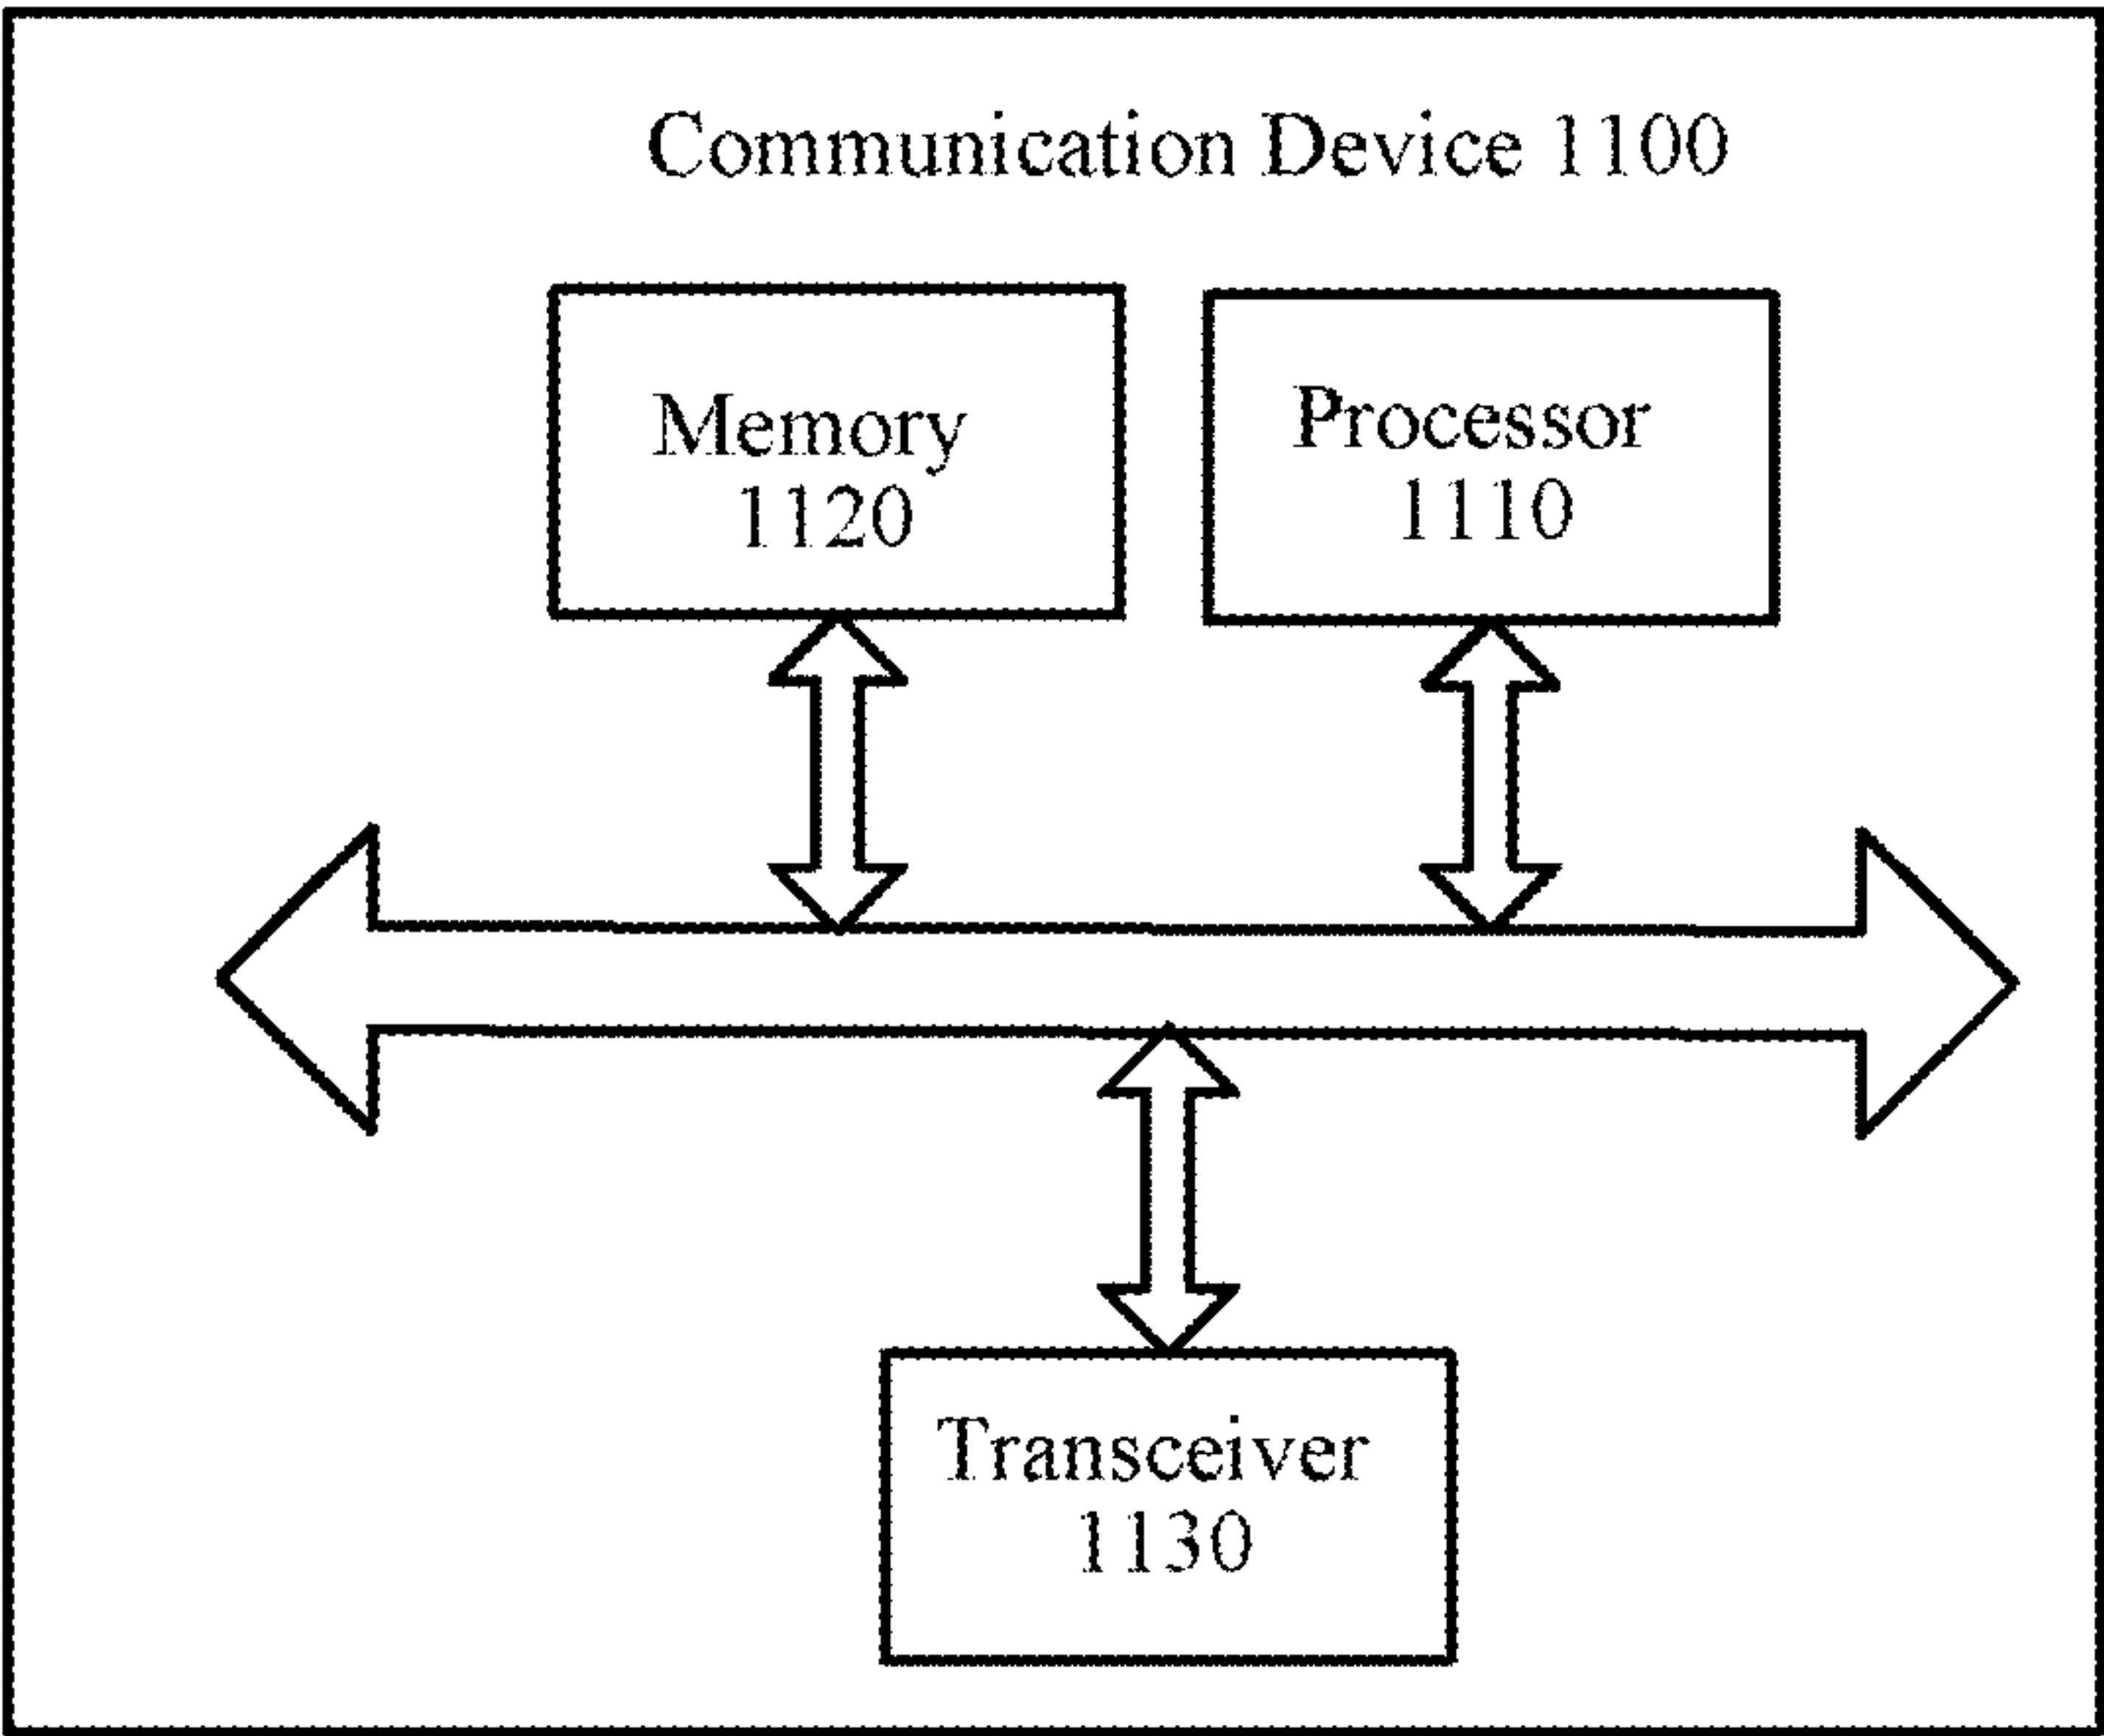 Communication Device 1100
Memory
1120
Processor
1110
Transceiver
1130